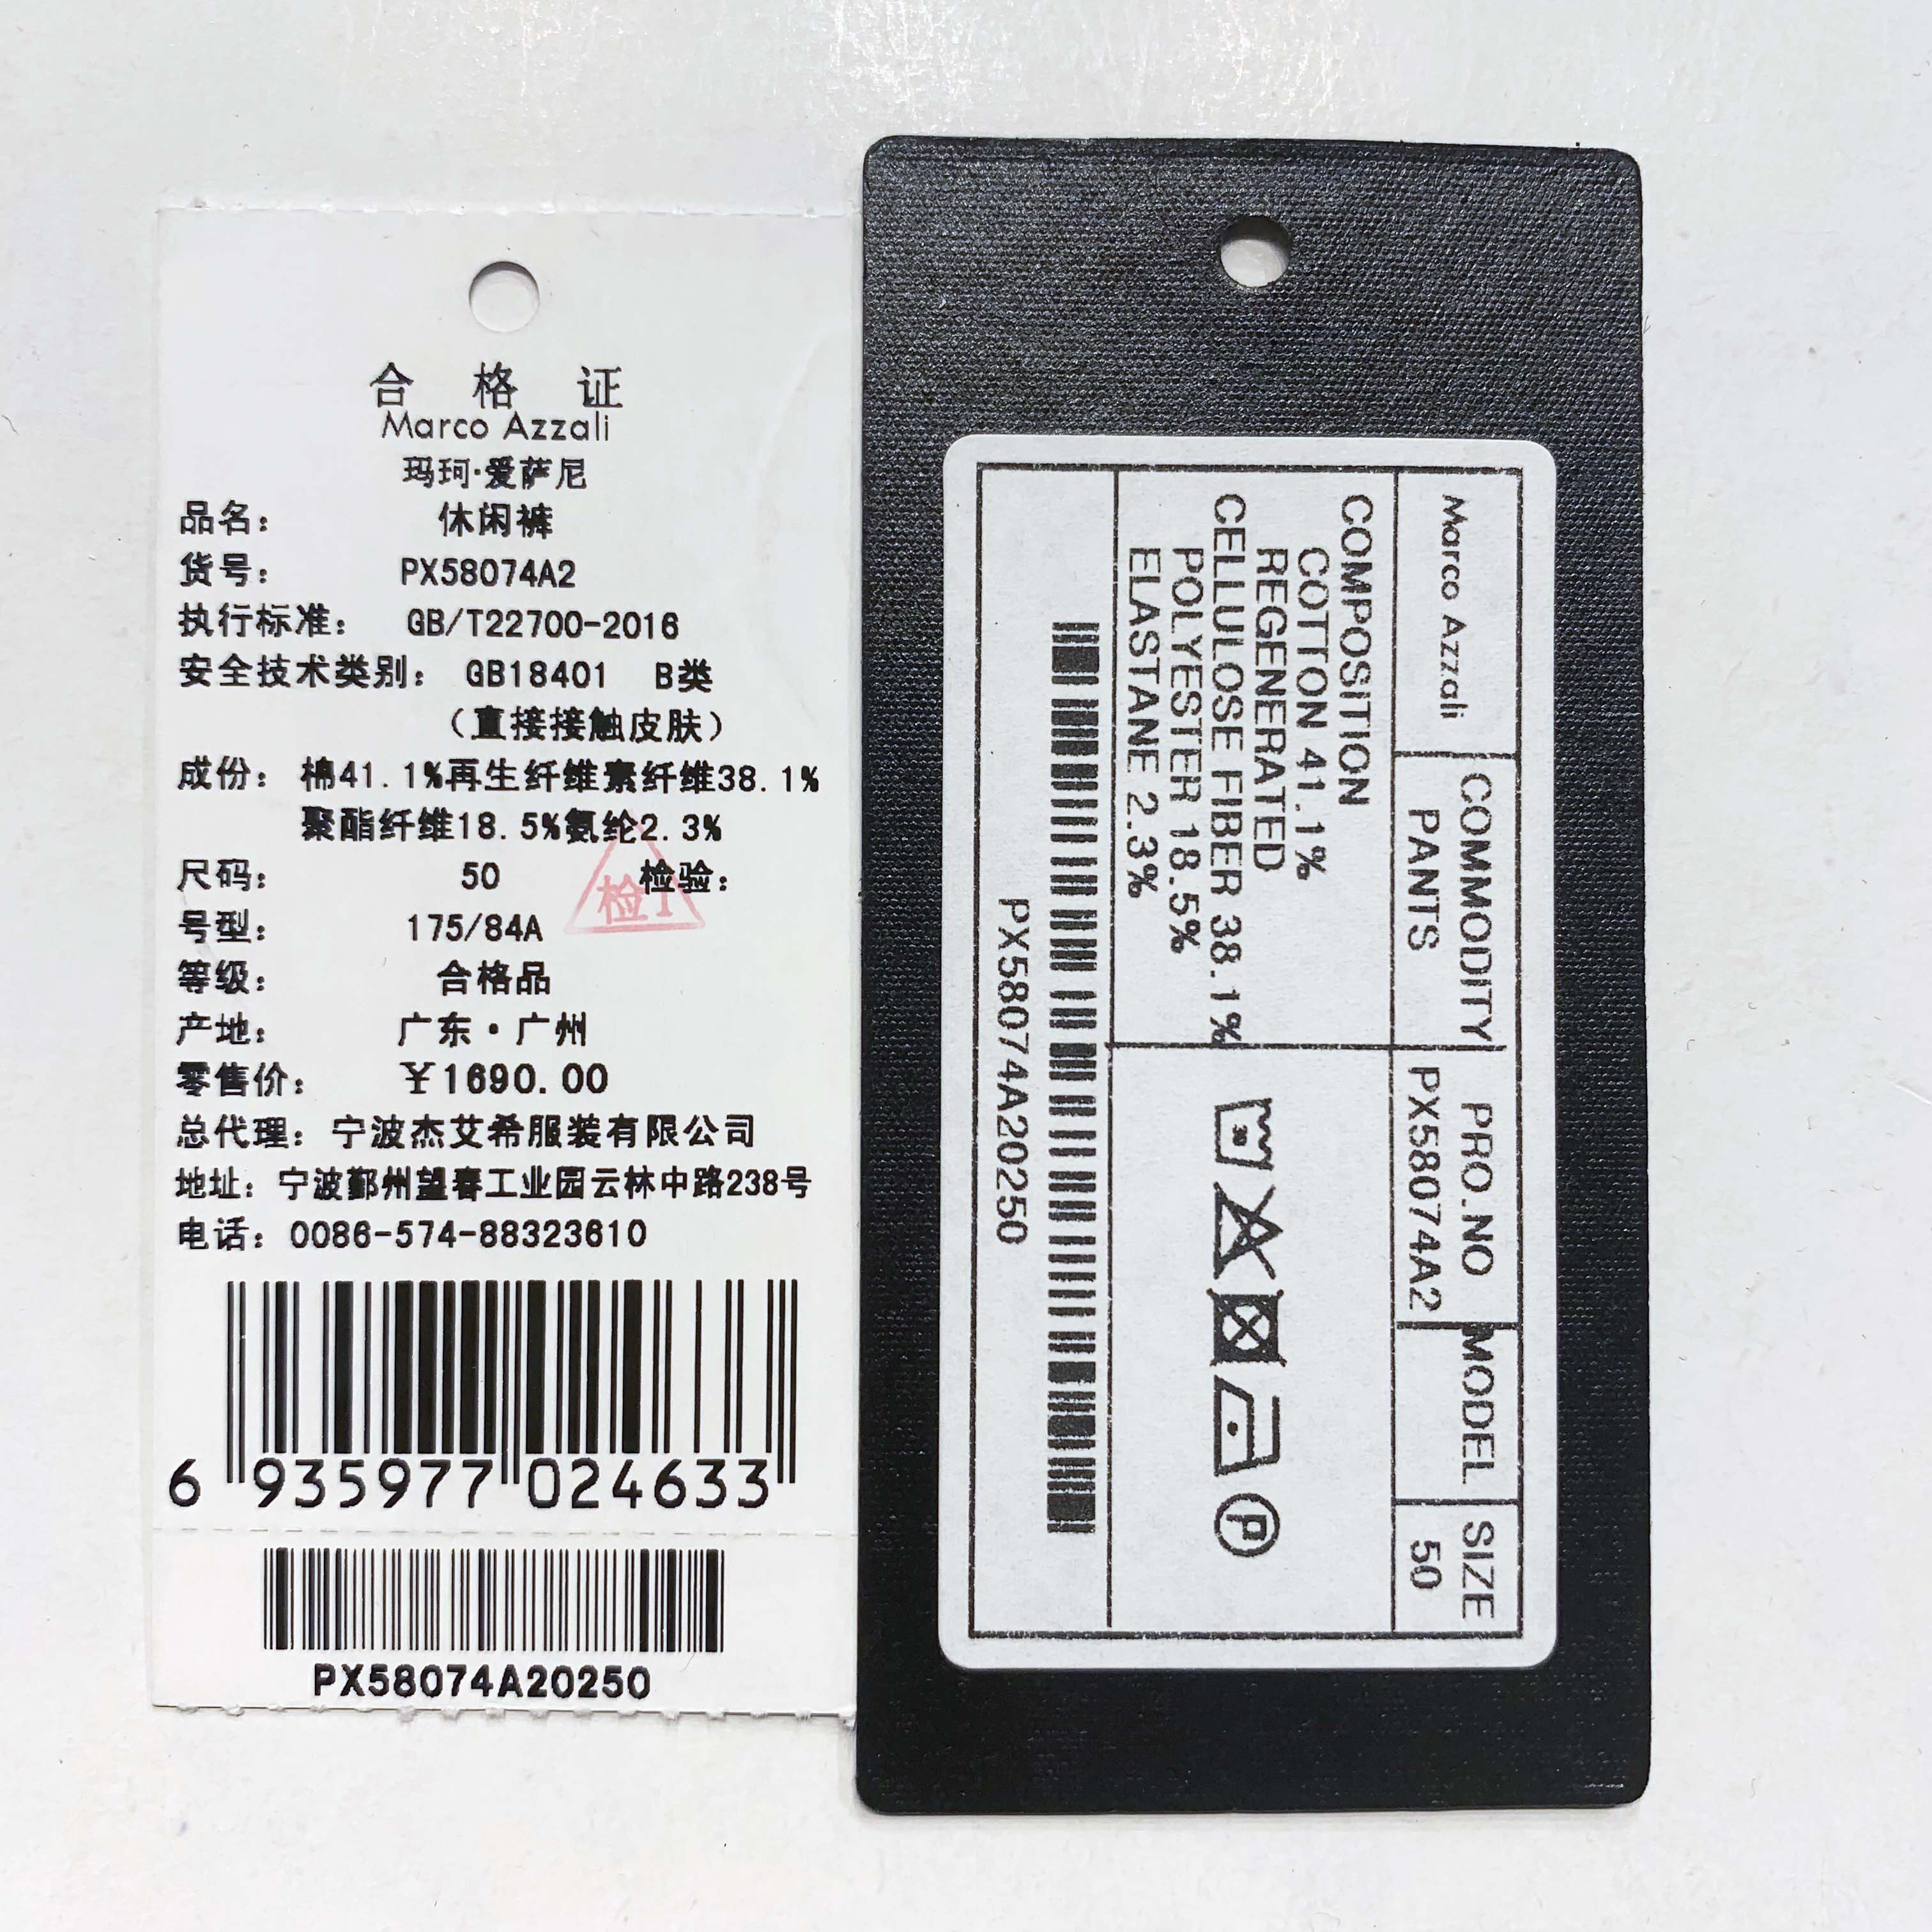 合格证
Marco Azzali
玛珂·爱萨尼
品名： 休闲裤
货号： PX58074A2
执行标准： GB/T22700-2016
安全技术类别： GB18401 B类
（直接接触皮肤）
成份： 棉41.1%再生纤维素纤维38.1%
聚酯纤维18.5%氨纶2.3%
尺码： 50 检验：
检1
号型： 175/84A
等级： 合格品
产地： 广东·广州
零售价： ￥1690.00
总代理： 宁波杰艾希服装有限公司
地址： 宁波鄞州望春工业园云林中路238号
电话： 0086-574-88323610
6 935977 024633
PX58074A20250
Marco Azzali
COMMODITY
PANTS
PRO.NO
PX58074A2
MODEL
SIZE
50
COMPOSITION
COTTON 41.1%
REGENERATED
CELLULOSE FIBER 38.1%
POLYESTER 18.5%
ELASTANE 2.3%
30
P
PX58074A20250